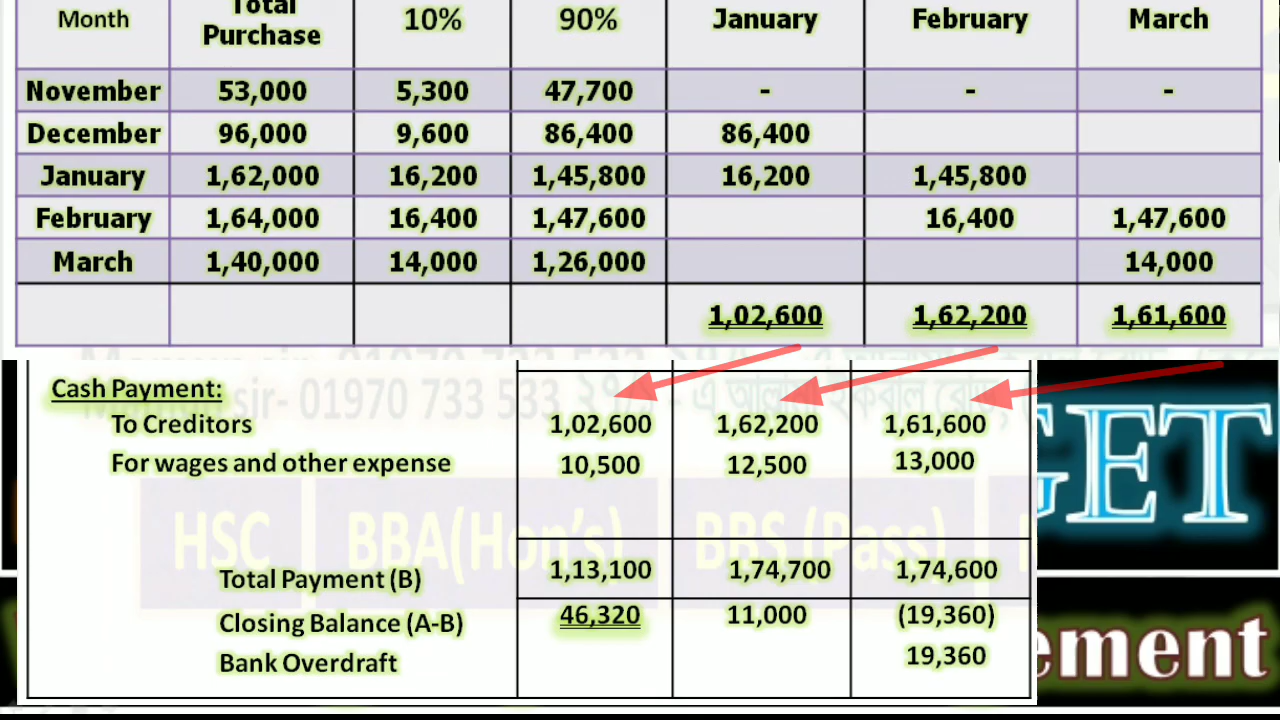 Month Total Purchase 10% 90% January February March
November 53,000 5,300 47,700 - - -
December 96,000 9,600 86,400 86,400
January 1,62,000 16,200 1,45,800 16,200 1,45,800
February 1,64,000 16,400 1,47,600 16,400 1,47,600
March 1,40,000 14,000 1,26,000 14,000
1,02,600 1,62,200 1,61,600
Cash Payment:
sir- 01970 733 533
To Creditors 1,02,600 1,62,200 1,61,600
For wages and other expense 10,500 12,500 13,000
HSC BBA(Hon's) BBS (Pass)
Total Payment (B) 1,13,100 1,74,700 1,74,600
Closing Balance (A-B) 46,320 11,000 (19,360)
Bank Overdraft 19,360
GET
ement